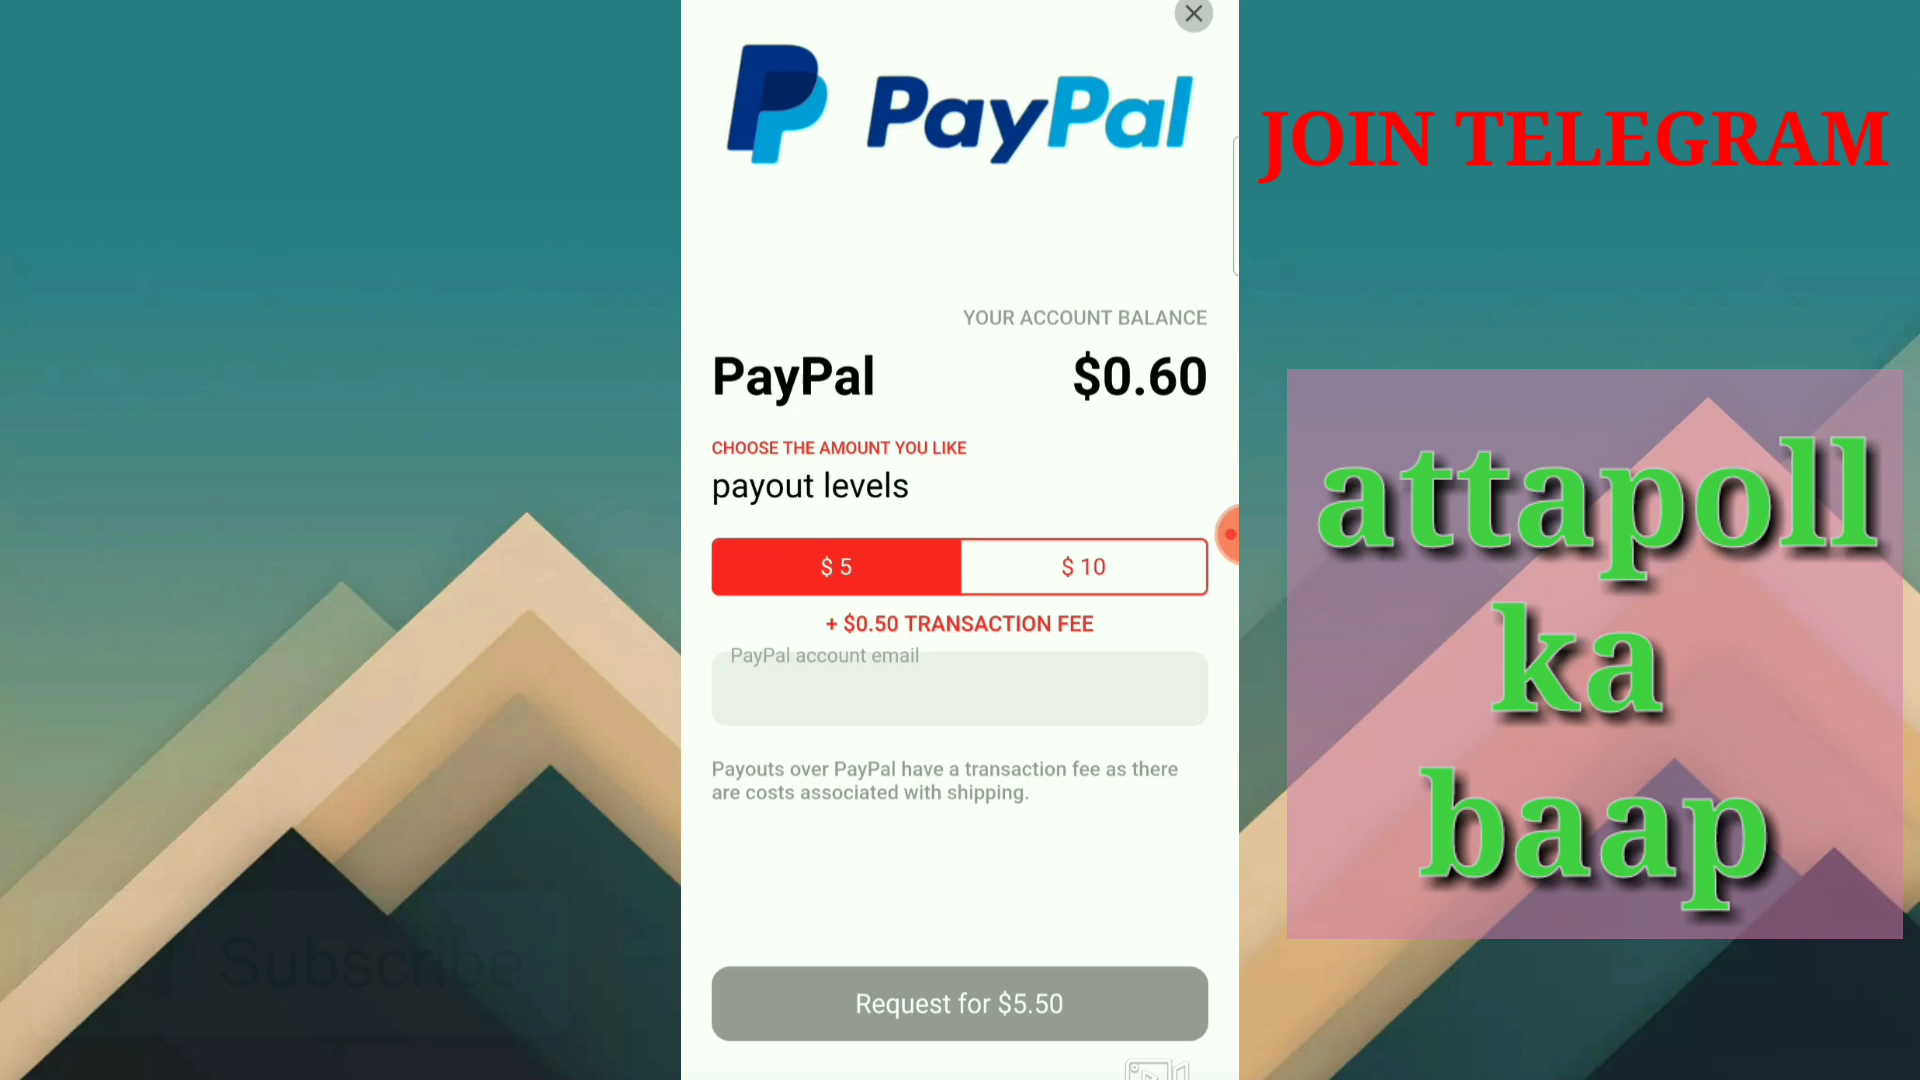 PayPal
JOIN TELEGRAM
YOUR ACCOUNT BALANCE
PayPal $0.60
CHOOSE THE AMOUNT YOU LIKE
payout levels
$ 5 $ 10
+ $0.50 TRANSACTION FEE
PayPal account email
Payouts over PayPal have a transaction fee as there
are costs associated with shipping.
Request for $5.50
attapoll
ka
baap
Subscribe